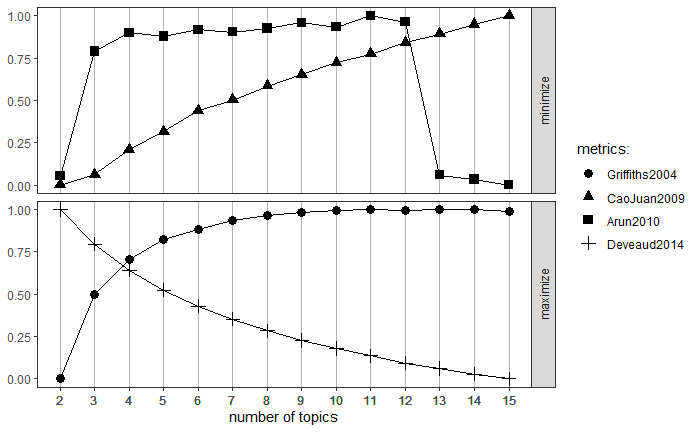 1.00
0.75
0.50
0.25
0.00
minimize
1.00
0.75
0.50
0.25
0.00
maximize
2 3 4 5 6 7 8 9 10 11 12 13 14 15
number of topics
metrics:
Griffiths2004
CaoJuan2009
Arun2010
Deveaud2014